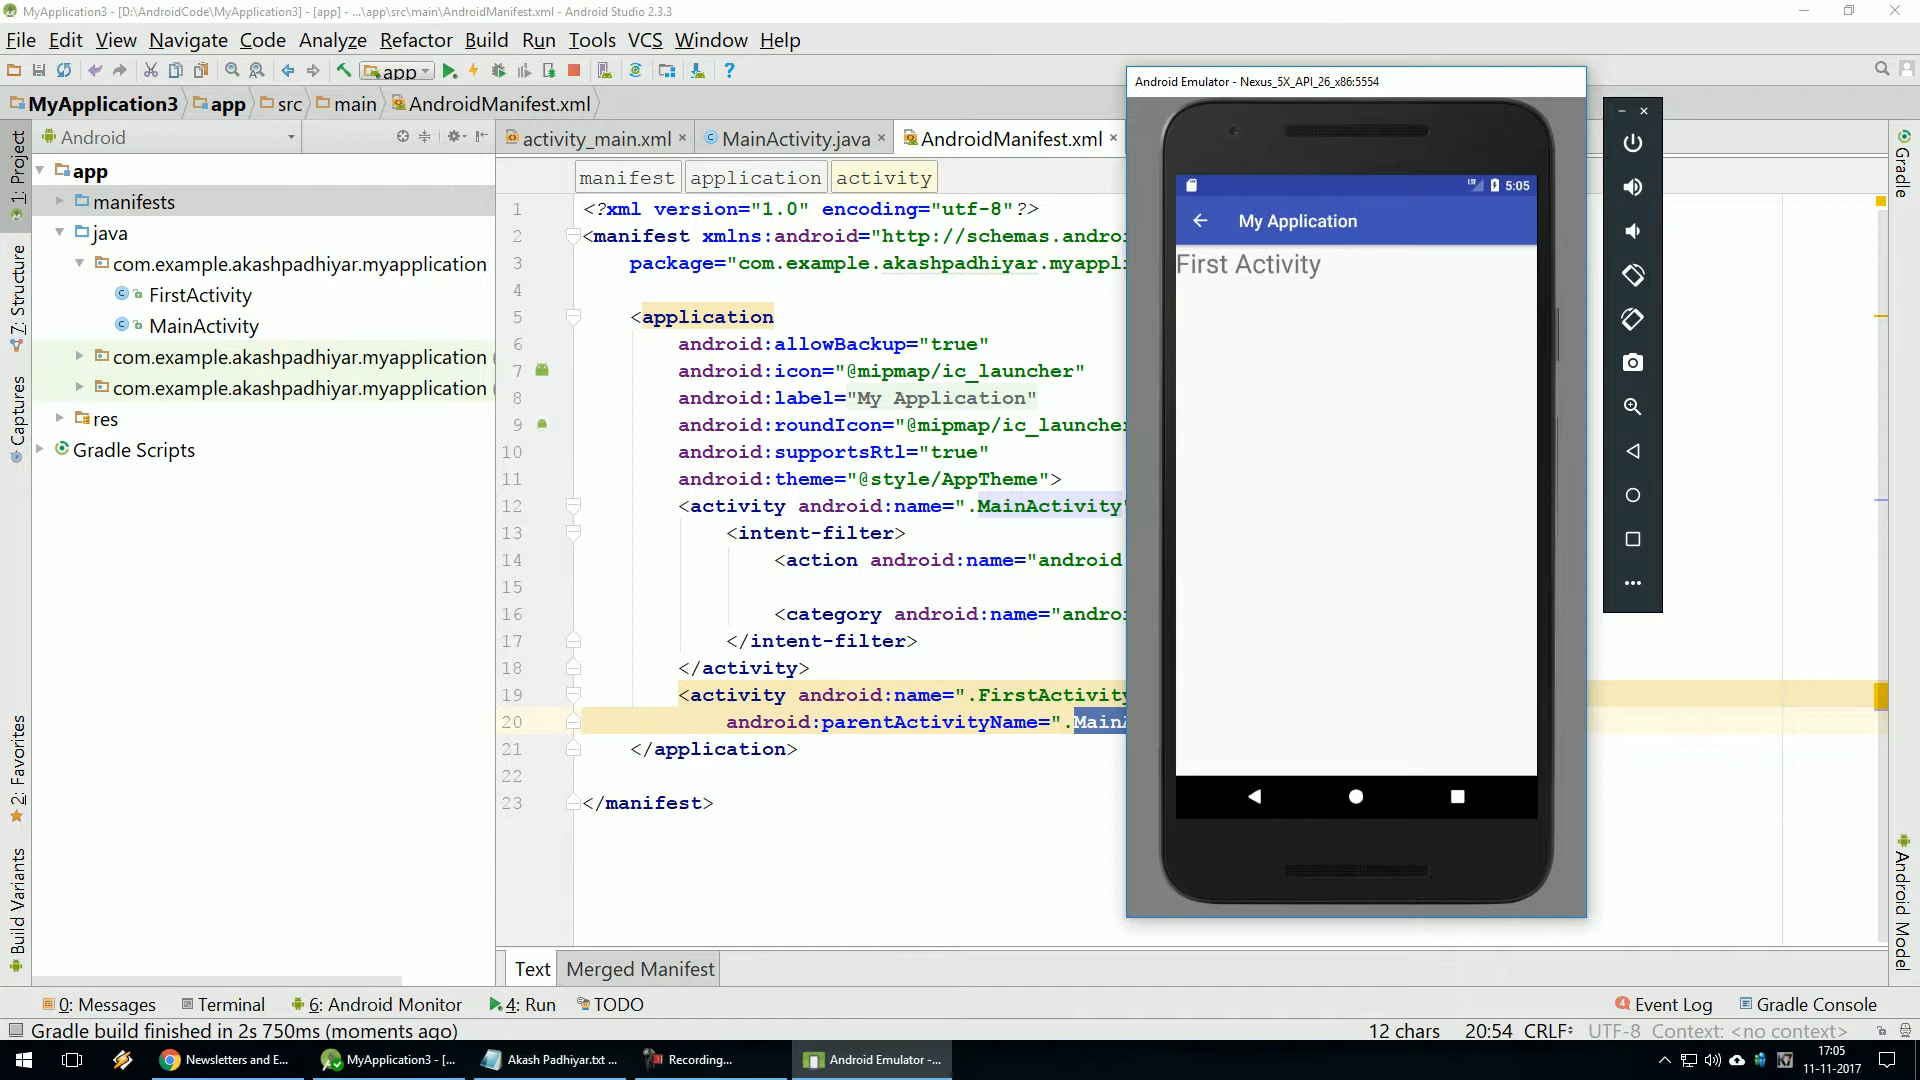 MyApplication3 - [D:\AndroidCode\MyApplication3] - [app] - ...\app\src\main\AndroidManifest.xml - Android Studio 2.3.3
File Edit View Navigate Code Analyze Refactor Build Run Tools VCS Window Help
app
MyApplication3 app src main AndroidManifest.xml
Android
activity_main.xml MainActivity.java AndroidManifest.xml
manifest application activity
1: Project
7: Structure
Captures
2: Favorites
Build Variants
app
manifests
java
com.example.akashpadhiyar.myapplication
FirstActivity
MainActivity
com.example.akashpadhiyar.myapplication
com.example.akashpadhiyar.myapplication
res
Gradle Scripts
1 <?xml version="1.0" encoding="utf-8"?>
2 <manifest xmlns:android="http://schemas.andro
3 package="com.example.akashpadhiyar.myappli
4
5 <application
6 android:allowBackup="true"
7 android:icon="@mipmap/ic_launcher"
8 android:label="My Application"
9 android:roundIcon="@mipmap/ic_launcher
10 android:supportsRtl="true"
11 android:theme="@style/AppTheme">
12 <activity android:name=".MainActivity"
13 <intent-filter>
14 <action android:name="android
15
16 <category android:name="androi
17 </intent-filter>
18 </activity>
19 <activity android:name=".FirstActivity
20 android:parentActivityName=".MainA
21 </application>
22
23 </manifest>
Android Emulator - Nexus_5X_API_26_x86:5554
LTE 5:05
My Application
First Activity
Gradle
Android Model
Text Merged Manifest
0: Messages Terminal 6: Android Monitor 4: Run TODO
4 Event Log Gradle Console
Gradle build finished in 2s 750ms (moments ago)
12 chars 20:54 CRLF UTF-8 Context: <no context>
Newsletters and E... MyApplication3 - [... Akash Padhiyar.txt ... Recording... Android Emulator -...
17:05
11-11-2017